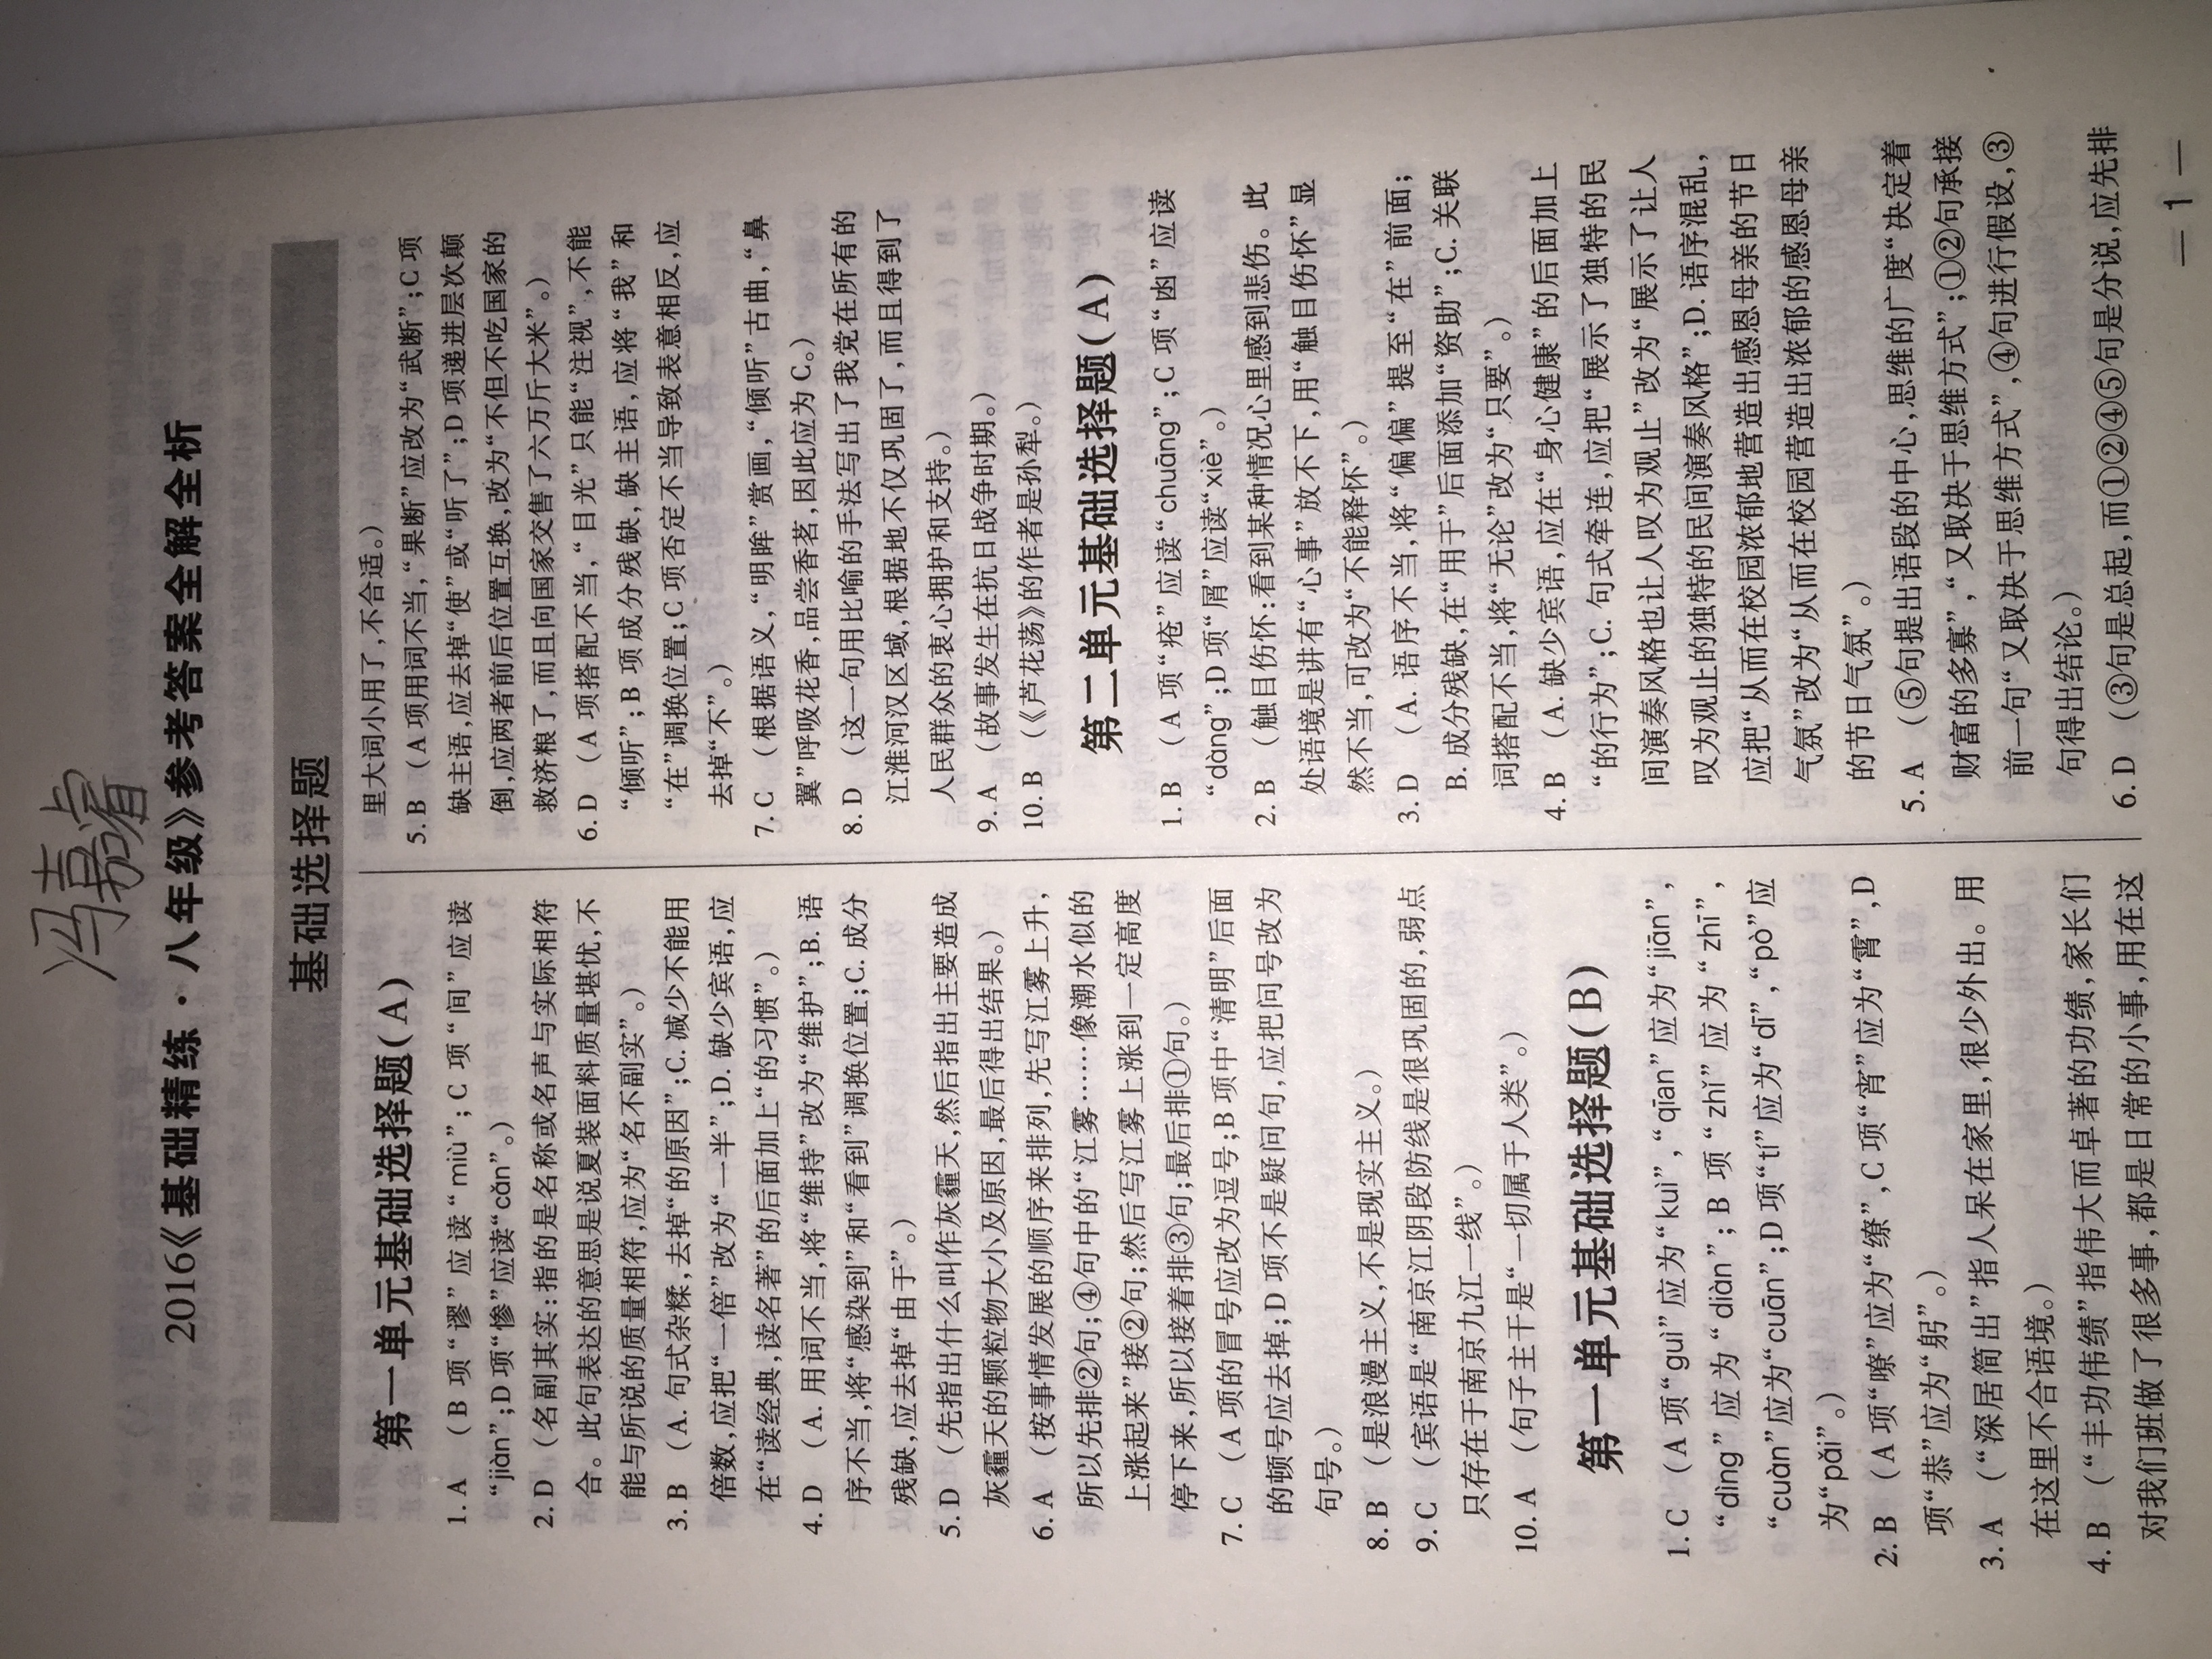 冯嘉睿
2016《基础精练·八年级》参考答案全解全析
基础选择题
第一单元基础选择题(A)
1. A （B 项“谬”应读“miù”；C 项“间”应读
“jiàn”；D 项“惨”应读“cǎn”。）
2. D （名副其实：指的是名称或名声与实际相符
合。此句表达的意思是说夏装面料质量堪忧，不
能与所说的质量相符，应为“名不副实”。）
3. B （A. 句式杂糅，去掉“的原因”；C. 减少不能用
倍数，应把“一倍”改为“一半”；D. 缺少宾语，应
在“读经典，读名著”的后面加上“的习惯”。）
4. D （A. 用词不当，将“维持”改为“维护”；B. 语
序不当，将“感染到”和“看到”调换位置；C. 成分
残缺，应去掉“由于”。）
5. D （先指出什么叫作灰霾天，然后指出主要造成
灰霾天的颗粒物大小及原因，最后得出结果。）
6. A （按事情发展的顺序来排列，先写江雾上升，
所以先排②句；④句中的“江雾……像潮水似的
上涨起来”接②句；然后写江雾上涨到一定高度
停下来，所以接着排③句；最后排①句。）
7. C （A 项的冒号应改为逗号；B 项中“清明”后面
的顿号应去掉；D 项不是疑问句，应把问号改为
句号。）
8. B （是浪漫主义，不是现实主义。）
9. C （宾语是“南京江阴段防线是很巩固的，弱点
只存在于南京九江一线”。）
10. A （句子主干是“一切属于人类”。）
第一单元基础选择题(B)
1. C （A 项“guì”应为“kuì”，“qīan”应为“jiān”，
“dìng”应为“diàn”；B 项“zhǐ”应为“zhī”，
“cuàn”应为“cuān”；D 项“tí”应为“dī”，“pò”应
为“pǎi”。）
2. B （A 项“嘹”应为“缭”，C 项“宵”应为“霄”，D
项“恭”应为“躬”。）
3. A （“深居简出”指人呆在家里，很少外出。用
在这里不合语境。）
4. B （“丰功伟绩”指伟大而卓著的功绩，家长们
对我们班做了很多事，都是日常的小事，用在这
里大词小用了，不合适。）
5. B （A 项用词不当，“果断”应改为“武断”；C 项
缺主语，应去掉“使”或“听了”；D 项递进层次颠
倒，应两者前后位置互换，改为“不但不吃国家的
救济粮了，而且向国家交售了六万斤大米”。）
6. D （A 项搭配不当，“目光”只能“注视”，不能
“倾听”；B 项成分残缺，缺主语，应将“我”和
“在”调换位置；C 项否定不当导致表意相反，应
去掉“不”。）
7. C （根据语义，“明眸”赏画，“倾听”古曲，“鼻
翼”呼吸花香，品尝香茗，因此应为 C。）
8. D （这一句用比喻的手法写出了我党在所有的
江淮河汉区域，根据地不仅巩固了，而且得到了
人民群众的衷心拥护和支持。）
9. A （故事发生在抗日战争时期。）
10. B （《芦花荡》的作者是孙犁。）
第二单元基础选择题(A)
1. B （A 项“疮”应读“chuāng”；C 项“凼”应读
“dàng”；D 项“屑”应读“xiè”。）
2. B （触目伤怀：看到某种情况心里感到悲伤。此
处语境是讲有“心事”放不下，用“触目伤怀”显
然不当，可改为“不能释怀”。）
3. D （A. 语序不当，将“偏偏”提至“在”前面；
B. 成分残缺，在“用于”后面添加“资助”；C. 关联
词搭配不当，将“无论”改为“只要”。）
4. B （A. 缺少宾语，应在“身心健康”的后面加上
“的行为”；C. 句式牵连，应把“展示了独特的民
间演奏风格也让人叹为观止”改为“展示了让人
叹为观止的独特的民间演奏风格”；D. 语序混乱，
应把“从而在校园浓郁地营造出感恩母亲的节日
气氛”改为“从而在校园营造出浓郁的感恩母亲
的节日气氛”。）
5. A （⑤句提出语段的中心，思维的广度“决定着
财富的多寡”，“又取决于思维方式”；①②句承接
前一句“又取决于思维方式”，④句进行假设，③
句得出结论。）
6. D （③句是总起，而①②④⑤句是分说，应先排
— 1 —